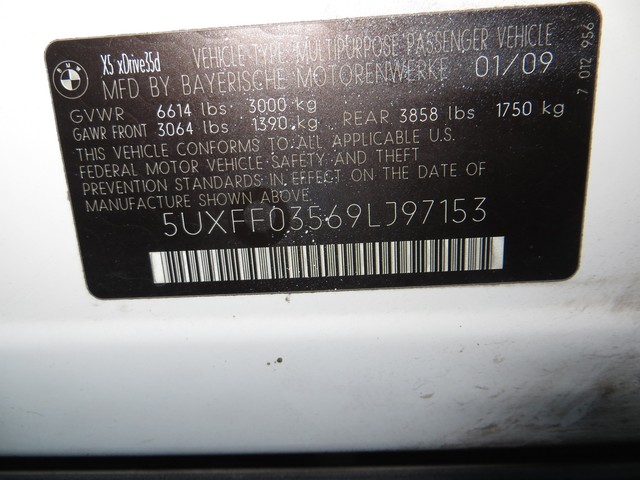 BMW
X5 xDrive35d
VEHICLE TYPE: MULTIPURPOSE PASSENGER VEHICLE
MFD BY BAYERISCHE MOTORENWERKE 01/09
GVWR 6614 lbs 3000 kg
GAWR FRONT 3064 lbs 1390 kg REAR 3858 lbs 1750 kg
THIS VEHICLE CONFORMS TO ALL APPLICABLE U.S.
FEDERAL MOTOR VEHICLE SAFETY AND THEFT
PREVENTION STANDARDS IN EFFECT ON THE DATE OF
MANUFACTURE SHOWN ABOVE.
5UXFF03569LJ97153
7 012 956